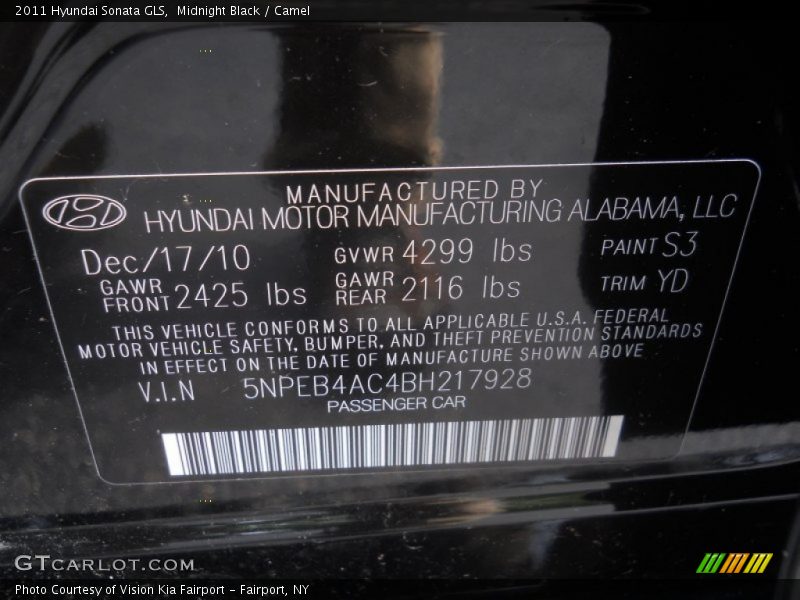 2011 Hyundai Sonata GLS,  Midnight Black / Camel
MANUFACTURED BY
HYUNDAI MOTOR MANUFACTURING ALABAMA, LLC
Dec/17/10 GVWR 4299 lbs PAINT S3
GAWR FRONT 2425 lbs GAWR REAR 2116 lbs TRIM YD
THIS VEHICLE CONFORMS TO ALL APPLICABLE U.S.A. FEDERAL
MOTOR VEHICLE SAFETY, BUMPER, AND THEFT PREVENTION STANDARDS
IN EFFECT ON THE DATE OF MANUFACTURE SHOWN ABOVE
V.I.N 5NPEB4AC4BH217928
PASSENGER CAR
GTCARLOT.COM
Photo Courtesy of Vision Kia Fairport - Fairport, NY